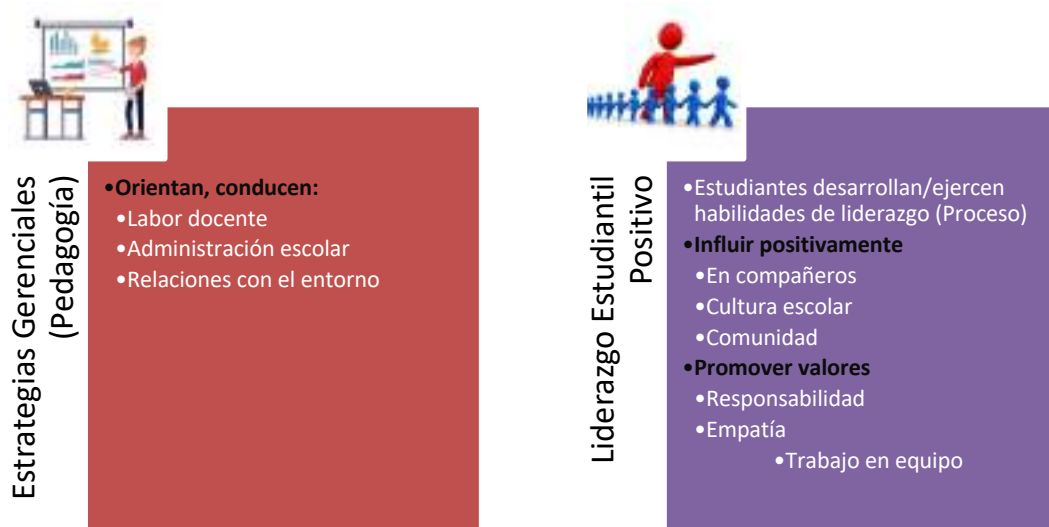 Estrategias Gerenciales
(Pedagogía)
•Orientan, conducen:
•Labor docente
•Administración escolar
•Relaciones con el entorno
Liderazgo Estudiantil
Positivo
•Estudiantes desarrollan/ejercen
habilidades de liderazgo (Proceso)
•Influir positivamente
•En compañeros
•Cultura escolar
•Comunidad
•Promover valores
•Responsabilidad
•Empatía
•Trabajo en equipo